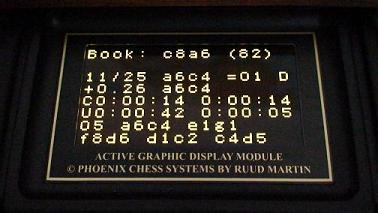 Book: c8a6 (82)
11/25 a6c4 =01 D
+0.26 a6c4
C0:00:14 0:00:14
U0:00:42 0:00:05
05 a6c4 e1g1
f8d6 d1c2 c4d5
ACTIVE GRAPHIC DISPLAY MODULE
© PHOENIX CHESS SYSTEMS BY RUUD MARTIN